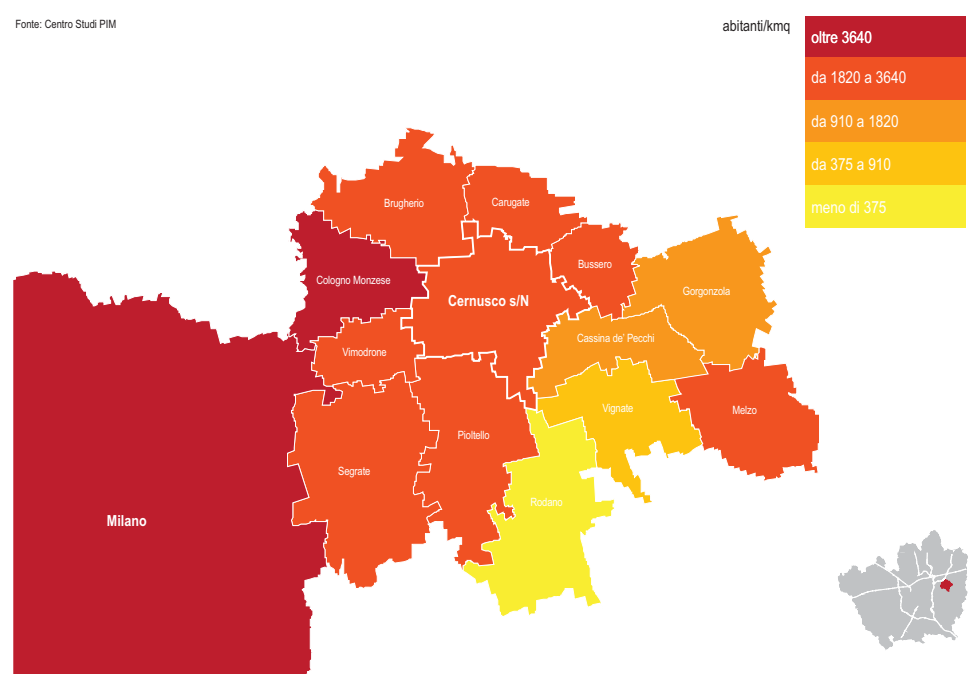 Fonte: Centro Studi PIM
abitanti/kmq
oltre 3640
da 1820 a 3640
da 910 a 1820
da 375 a 910
meno di 375
Brugherio
Carugate
Bussero
Cologno Monzese
Gorgonzola
Cernusco s/N
Cassina de' Pecchi
Vimodrone
Vignate
Melzo
Pioltello
Segrate
Rodano
Milano